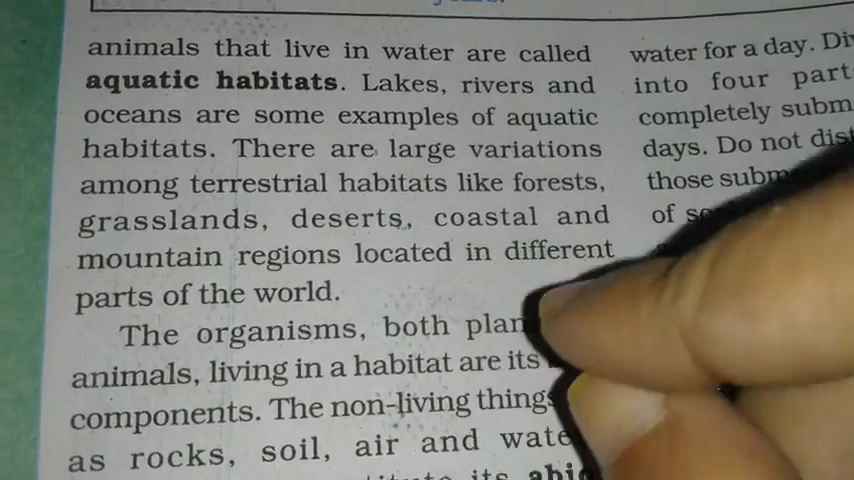 animals that live in water are called
aquatic habitats. Lakes, rivers and
oceans are some examples of aquatic
habitats. There are large variations
among terrestrial habitats like forests,
grasslands, deserts, coastal and
mountain regions located in different
parts of the world.
The organisms, both
animals, living in a habitat are its
components. The non-living things
as rocks, soil, air and
its
water for a day.
into four
completely
days. Do not
those
of